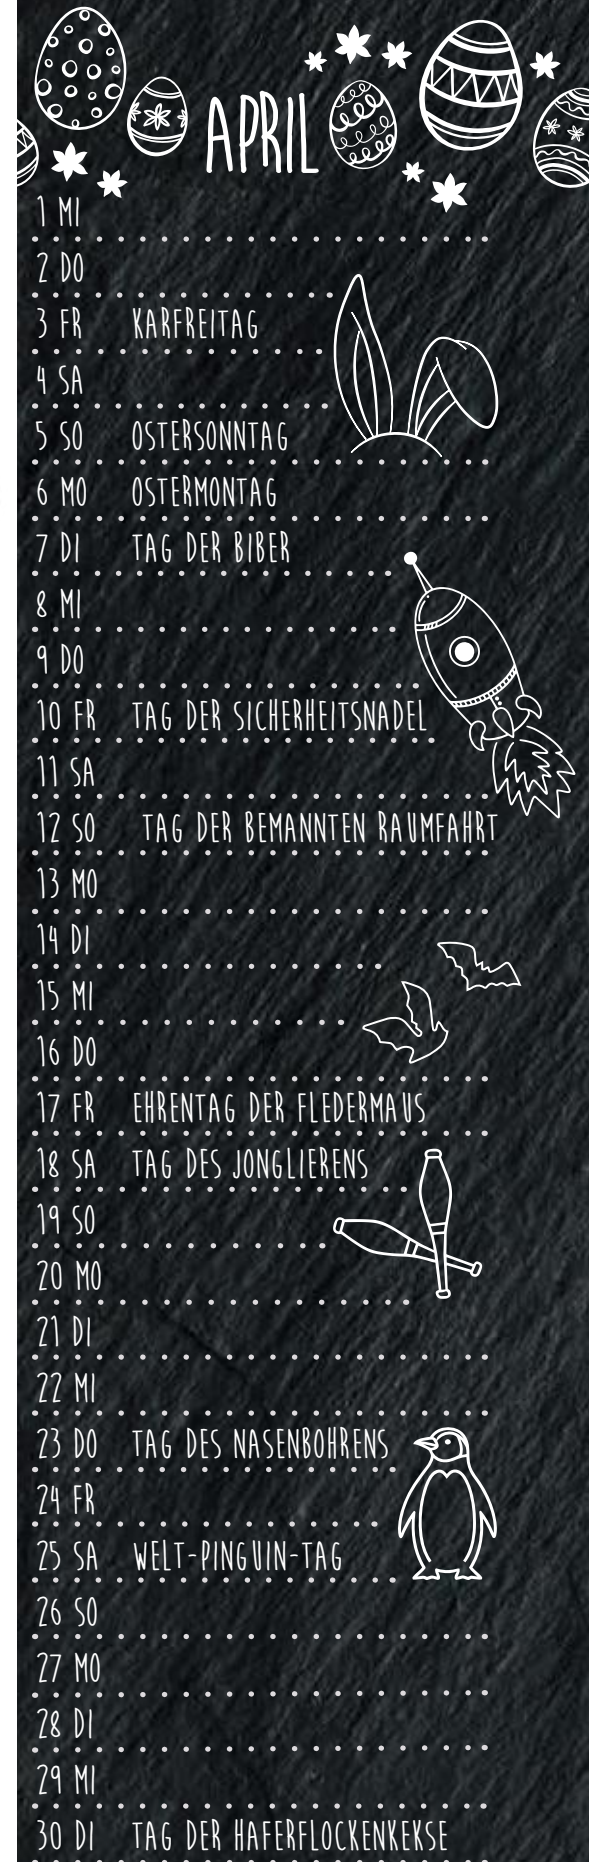 APRIL
1 MI
2 DO
3 FR KARFREITAG
4 SA
5 SO OSTERSONNTAG
6 MO OSTERMONTAG
7 DI TAG DER BIBER
8 MI
9 DO
10 FR TAG DER SICHERHEITSNADEL
11 SA
12 SO TAG DER BEMANNTEN RAUMFAHRT
13 MO
14 DI
15 MI
16 DO
17 FR EHRENTAG DER FLEDERMAUS
18 SA TAG DES JONGLIERENS
19 SO
20 MO
21 DI
22 MI
23 DO TAG DES NASENBOHRENS
24 FR
25 SA WELT-PINGUIN-TAG
26 SO
27 MO
28 DI
29 MI
30 DI TAG DER HAFERFLOCKENKEKSE